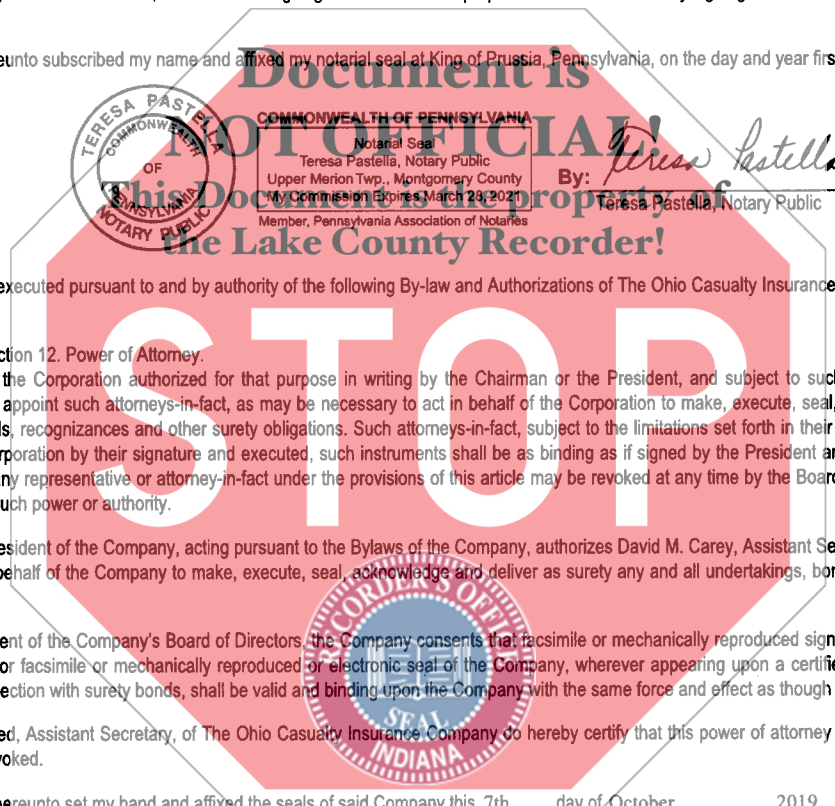 eunto subscribed my name and affixed my notarial seal at King of Prussia, Pennsylvania, on the day and year firs
Document is
NOT OFFICIAL!
This Document is the property of
the Lake County Recorder!
TERESA PASTELLA
COMMONWEALTH
OF
PENNSYLVANIA
NOTARY PUBLIC
COMMONWEALTH OF PENNSYLVANIA
Notarial Seal
Teresa Pastella, Notary Public
Upper Merion Twp., Montgomery County
My Commission Expires March 28, 2021
Member, Pennsylvania Association of Notaries
By: Teresa Pastella
Teresa Pastella, Notary Public
executed pursuant to and by authority of the following By-law and Authorizations of The Ohio Casualty Insurance
STOP
ction 12. Power of Attorney.
the Corporation authorized for that purpose in writing by the Chairman or the President, and subject to such
appoint such attorneys-in-fact, as may be necessary to act in behalf of the Corporation to make, execute, seal,
ls, recognizances and other surety obligations. Such attorneys-in-fact, subject to the limitations set forth in their
rporation by their signature and executed, such instruments shall be as binding as if signed by the President an
ny representative or attorney-in-fact under the provisions of this article may be revoked at any time by the Board
uch power or authority.
esident of the Company, acting pursuant to the Bylaws of the Company, authorizes David M. Carey, Assistant Se
behalf of the Company to make, execute, seal, acknowledge and deliver as surety any and all undertakings, bon
ent of the Company's Board of Directors, the Company consents that facsimile or mechanically reproduced sign
or facsimile or mechanically reproduced or electronic seal of the Company, wherever appearing upon a certifie
ection with surety bonds, shall be valid and binding upon the Company with the same force and effect as though
RECORDER'S OFFICE
SEAL
INDIANA
ed, Assistant Secretary, of The Ohio Casualty Insurance Company do hereby certify that this power of attorney
voked.
hereunto set my hand and affixed the seals of said Company this 7th day of October 2019